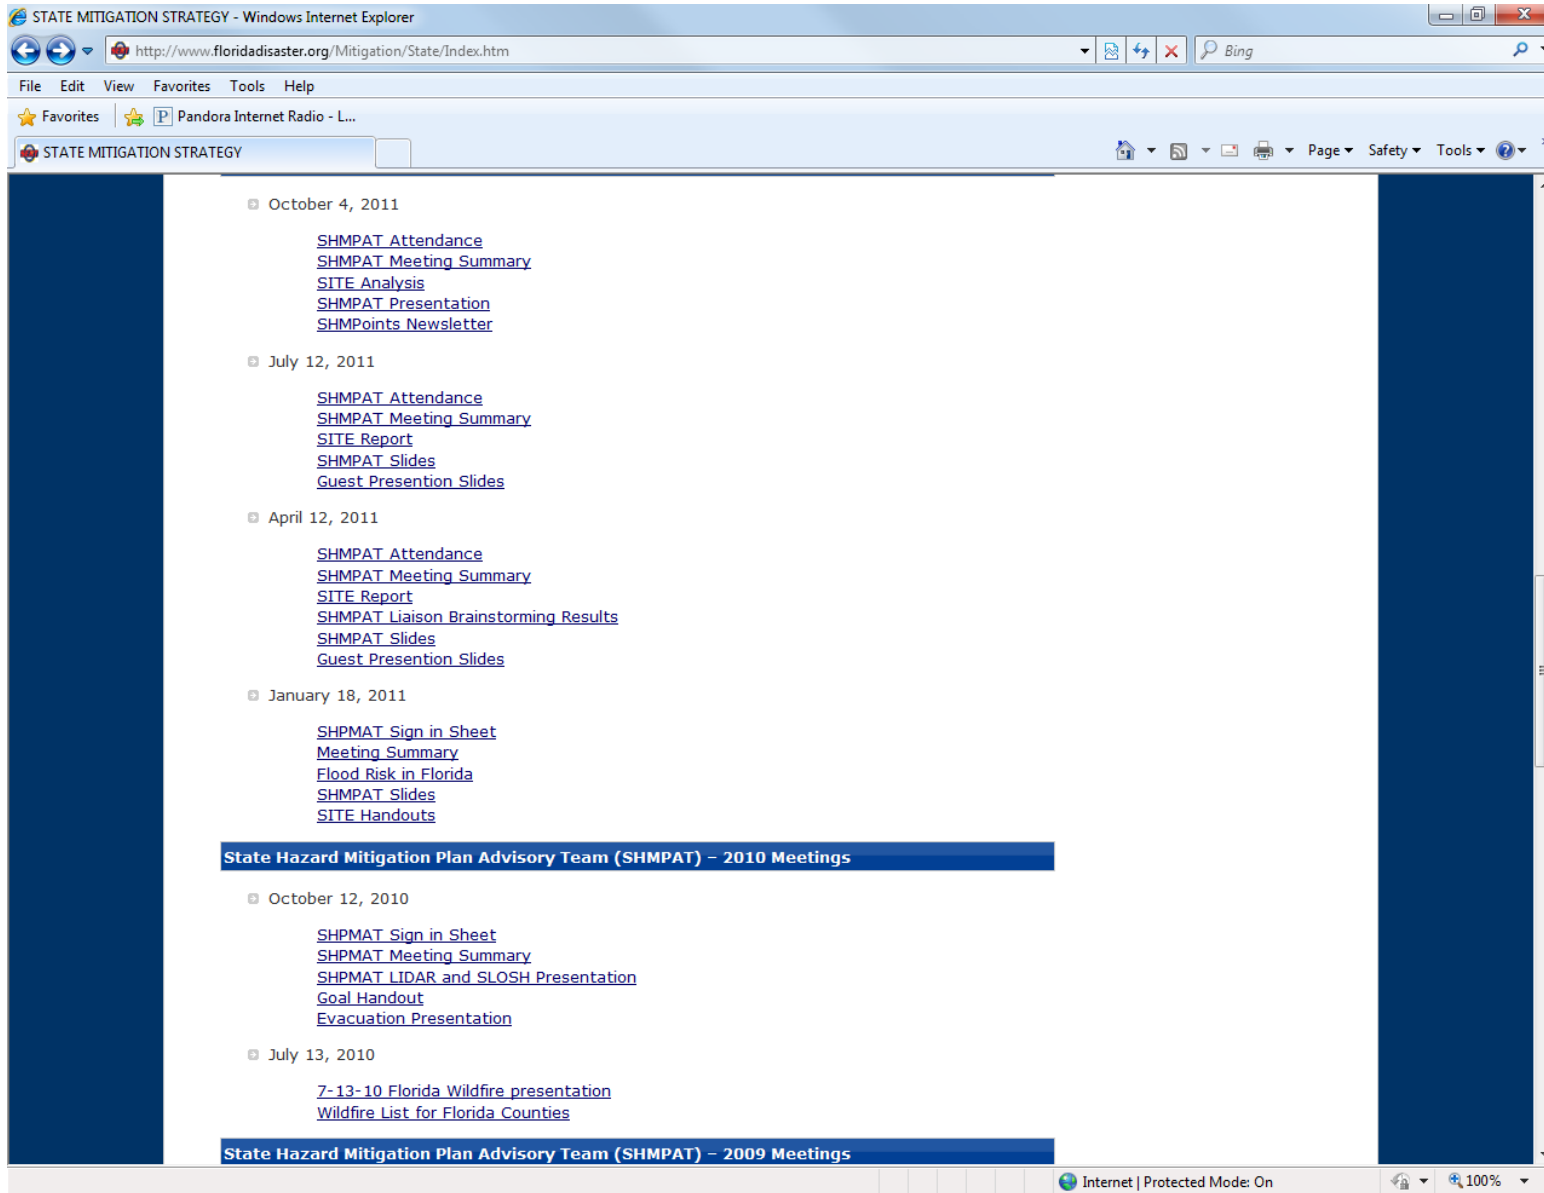 STATE MITIGATION STRATEGY - Windows Internet Explorer
http://www.floridadisaster.org/Mitigation/State/Index.htm
Bing
File Edit View Favorites Tools Help
Favorites P Pandora Internet Radio - L...
STATE MITIGATION STRATEGY
Page Safety Tools
October 4, 2011
SHMPAT Attendance
SHMPAT Meeting Summary
SITE Analysis
SHMPAT Presentation
SHMPoints Newsletter
July 12, 2011
SHMPAT Attendance
SHMPAT Meeting Summary
SITE Report
SHMPAT Slides
Guest Presention Slides
April 12, 2011
SHMPAT Attendance
SHMPAT Meeting Summary
SITE Report
SHMPAT Liaison Brainstorming Results
SHMPAT Slides
Guest Presention Slides
January 18, 2011
SHPMAT Sign in Sheet
Meeting Summary
Flood Risk in Florida
SHMPAT Slides
SITE Handouts
State Hazard Mitigation Plan Advisory Team (SHMPAT) – 2010 Meetings
October 12, 2010
SHPMAT Sign in Sheet
SHPMAT Meeting Summary
SHPMAT LIDAR and SLOSH Presentation
Goal Handout
Evacuation Presentation
July 13, 2010
7-13-10 Florida Wildfire presentation
Wildfire List for Florida Counties
State Hazard Mitigation Plan Advisory Team (SHMPAT) – 2009 Meetings
Internet | Protected Mode: On
100%